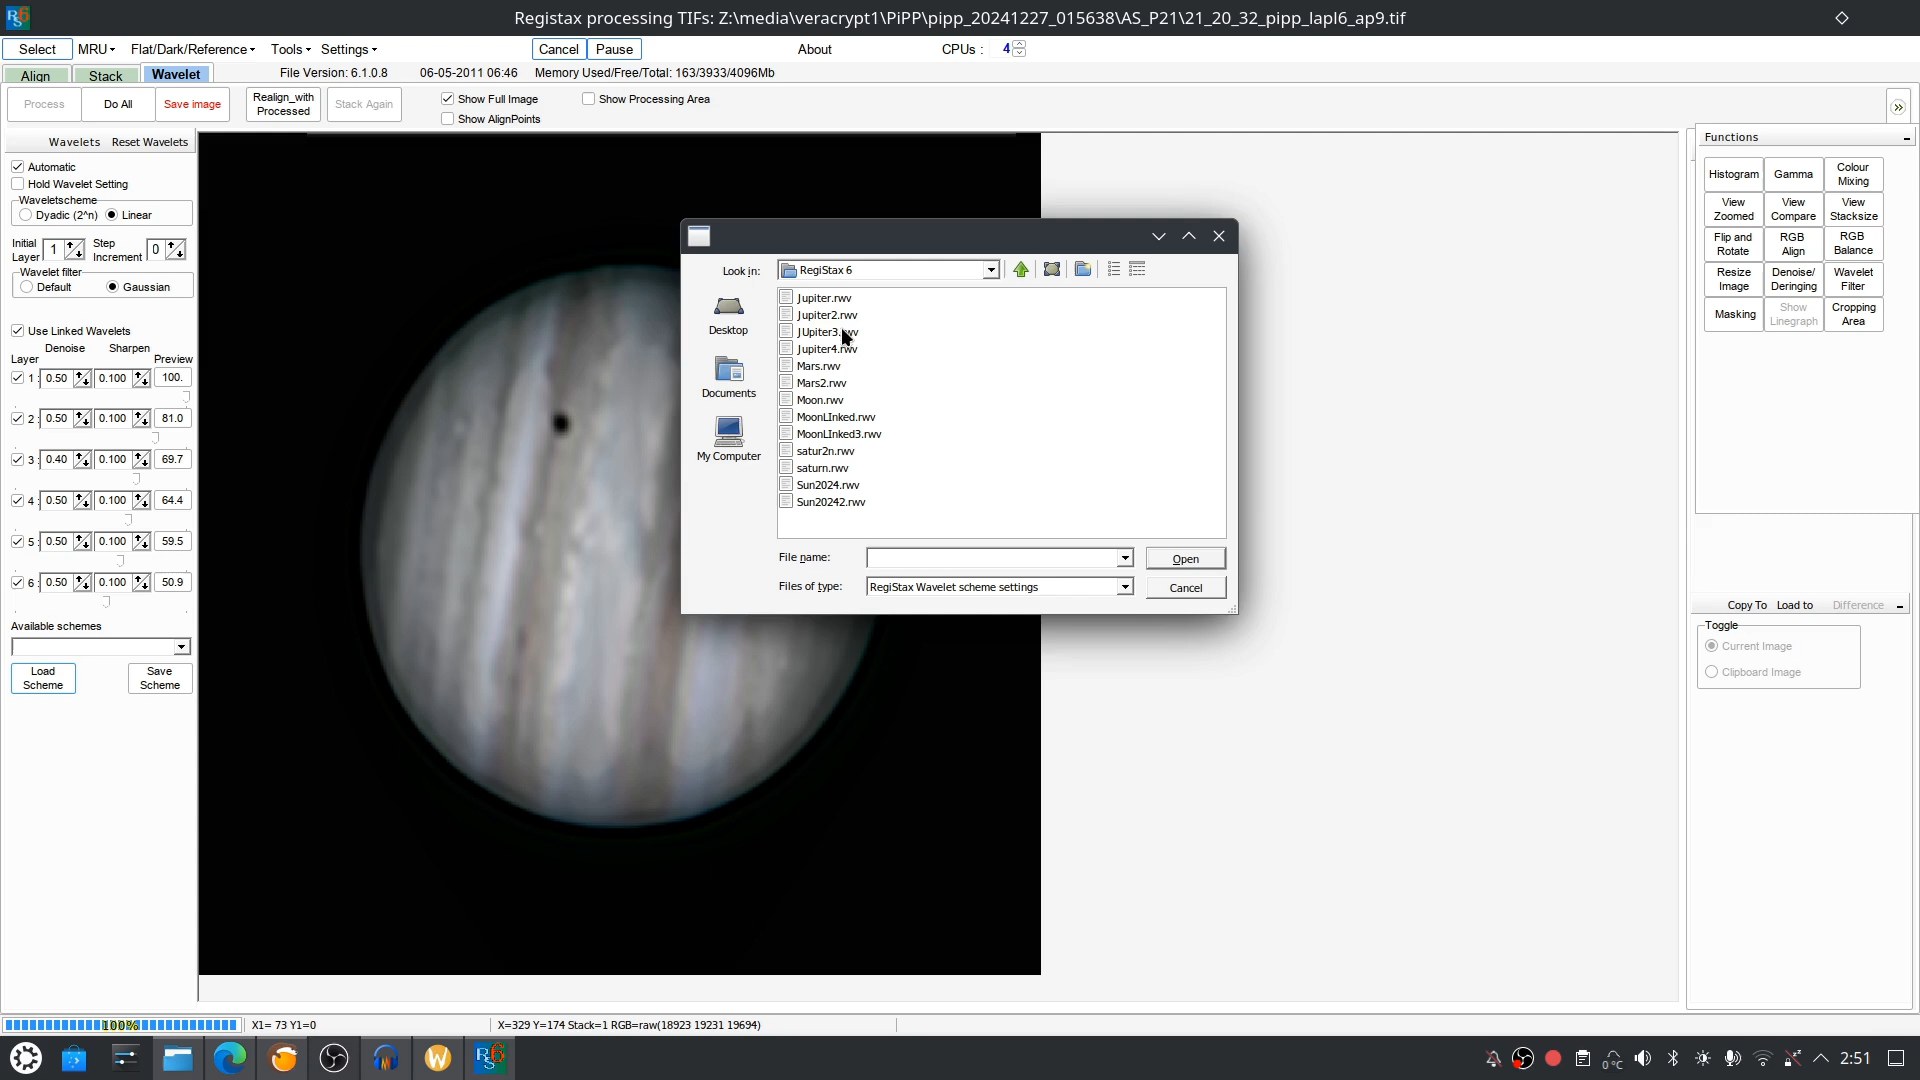 Registax processing TIFs: Z:\media\veracrypt1\PiPP\pipp_20241227_015638\AS_P21\21_20_32_pipp_lapl6_ap9.tif
Select MRU Flat/Dark/Reference Tools Settings Cancel Pause About CPUs : 4
Align Stack Wavelet File Version: 6.1.0.8 06-05-2011 06:46 Memory Used/Free/Total: 163/3933/4096Mb
Process Do All Save image Realign_with Processed Stack Again Show Full Image Show Processing Area
Show AlignPoints
Wavelets Reset Wavelets
Automatic
Hold Wavelet Setting
Waveletscheme
Dyadic (2^n) Linear
Initial Layer 1 Step Increment 0
Wavelet filter
Default Gaussian
Use Linked Wavelets
Denoise Sharpen
Layer Preview
1 : 0.50 0.100 100.
2 : 0.50 0.100 81.0
3 : 0.40 0.100 69.7
4 : 0.50 0.100 64.4
5 : 0.50 0.100 59.5
6 : 0.50 0.100 50.9
Available schemes
Load Scheme Save Scheme
Look in: RegiStax 6
Desktop
Documents
My Computer
Jupiter.rwv
Jupiter2.rwv
JUpiter3.rwv
Jupiter4.rwv
Mars.rwv
Mars2.rwv
Moon.rwv
MoonLInked.rwv
MoonLInked3.rwv
satur2n.rwv
saturn.rwv
Sun2024.rwv
Sun20242.rwv
File name: Open
Files of type: RegiStax Wavelet scheme settings Cancel
Functions
Histogram Gamma Colour Mixing
View Zoomed View Compare View Stacksize
Flip and Rotate RGB Align RGB Balance
Resize Image Denoise/ Deringing Wavelet Filter
Masking Show Linegraph Cropping Area
Copy To Load to Difference
Toggle
Current Image
Clipboard Image
100% X1= 73 Y1=0 X=329 Y=174 Stack=1 RGB=raw(18923 19231 19694)
0°C 2:51